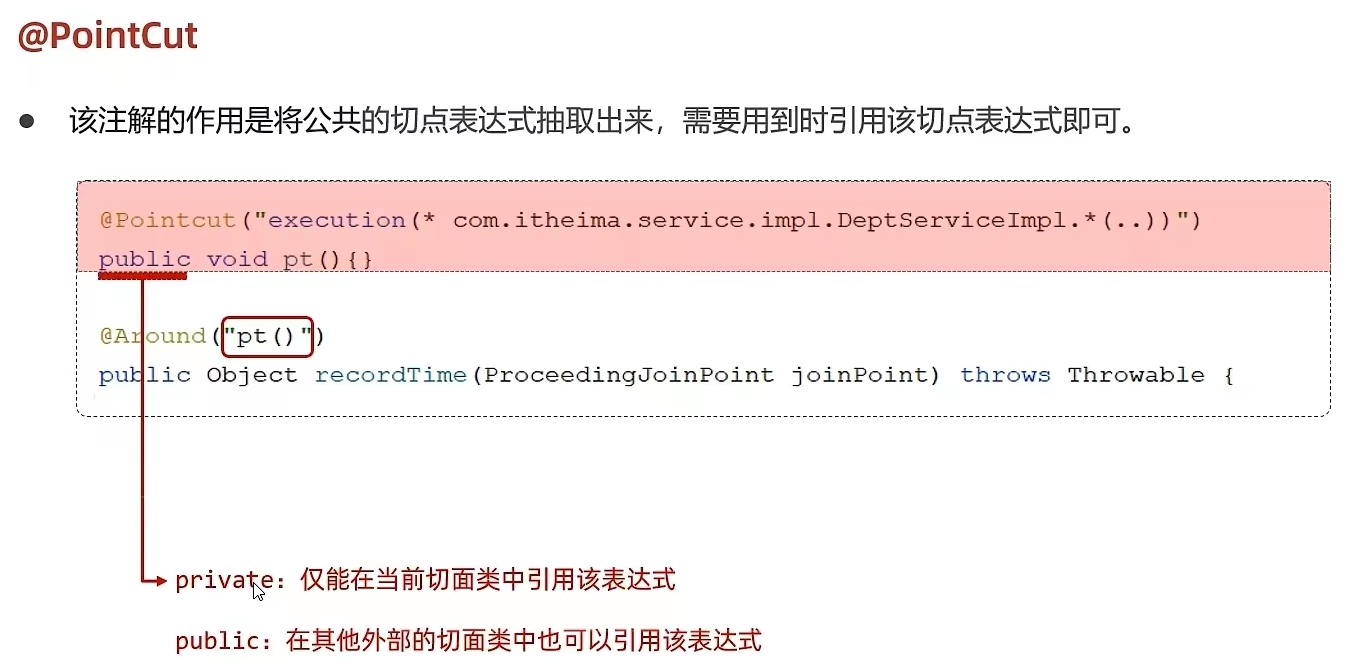 @PointCut
● 该注解的作用是将公共的切点表达式抽取出来，需要用到时引用该切点表达式即可。
@Pointcut("execution(* com.itheima.service.impl.DeptServiceImpl.*(..))")
public void pt(){}
@Around("pt()")
public Object recordTime(ProceedingJoinPoint joinPoint) throws Throwable {
private：仅能在当前切面类中引用该表达式
public：在其他外部的切面类中也可以引用该表达式